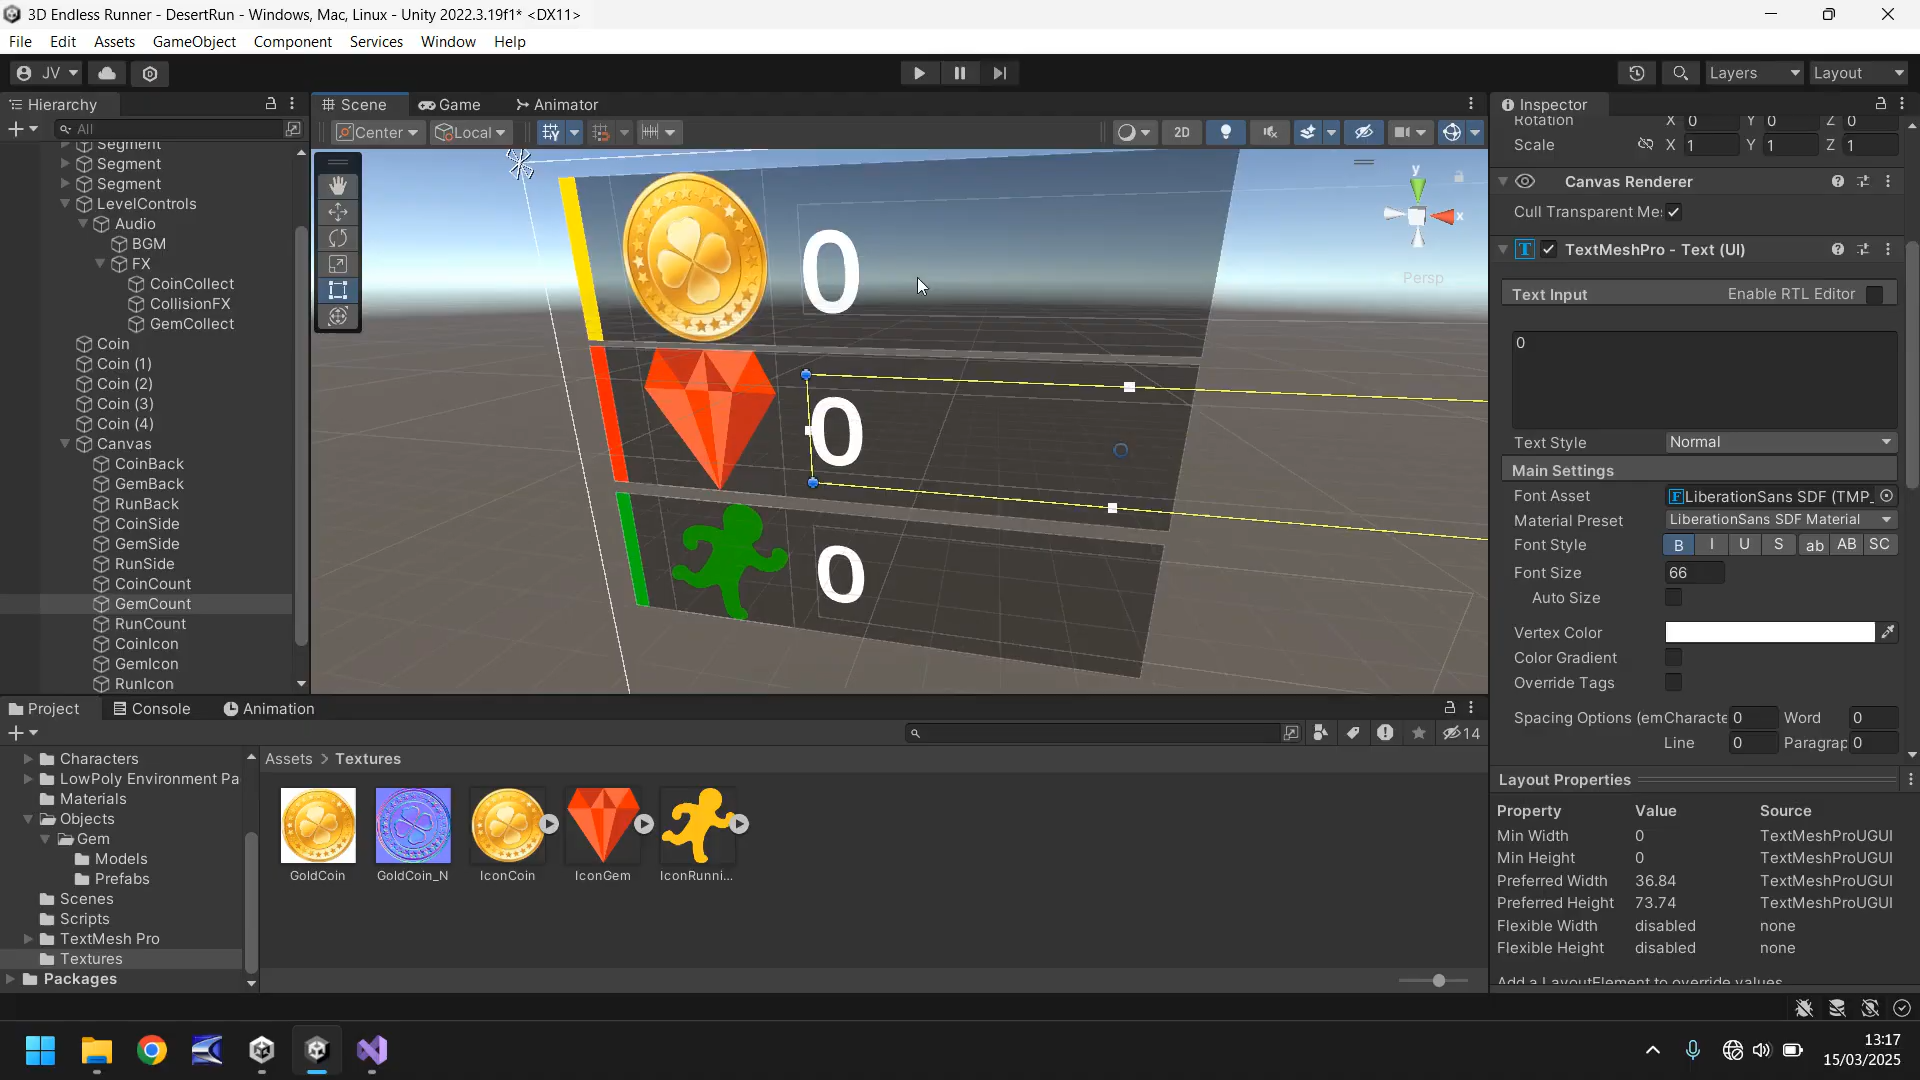 3D Endless Runner - DesertRun - Windows, Mac, Linux - Unity 2022.3.19f1* <DX11>
File Edit Assets GameObject Component Services Window Help
JV Layers Layout
Hierarchy
All
Segment
Segment
Segment
LevelControls
Audio
BGM
FX
CoinCollect
CollisionFX
GemCollect
Coin
Coin (1)
Coin (2)
Coin (3)
Coin (4)
Canvas
CoinBack
GemBack
RunBack
CoinSide
GemSide
RunSide
CoinCount
GemCount
RunCount
CoinIcon
GemIcon
RunIcon
Scene Game Animator
Center Local 2D
y
x
Persp
0
0
0
Inspector
Rotation X 0 Y 0 Z 0
Scale X 1 Y 1 Z 1
Canvas Renderer
Cull Transparent Me:
TextMeshPro - Text (UI)
Text Input Enable RTL Editor
0
Text Style Normal
Main Settings
Font Asset LiberationSans SDF (TMP_
Material Preset LiberationSans SDF Material
Font Style B I U S ab AB SC
Font Size 66
Auto Size
Vertex Color
Color Gradient
Override Tags
Spacing Options (em Characte 0 Word 0
Line 0 Paragrap 0
Layout Properties
Property Value Source
Min Width 0 TextMeshProUGUI
Min Height 0 TextMeshProUGUI
Preferred Width 36.84 TextMeshProUGUI
Preferred Height 73.74 TextMeshProUGUI
Flexible Width disabled none
Flexible Height disabled none
Add a LayoutElement to override values
Project Console Animation
14
Characters
LowPoly Environment Pa
Materials
Objects
Gem
Models
Prefabs
Scenes
Scripts
TextMesh Pro
Textures
Packages
Assets > Textures
GoldCoin GoldCoin_N IconCoin IconGem IconRunni...
13:17
15/03/2025